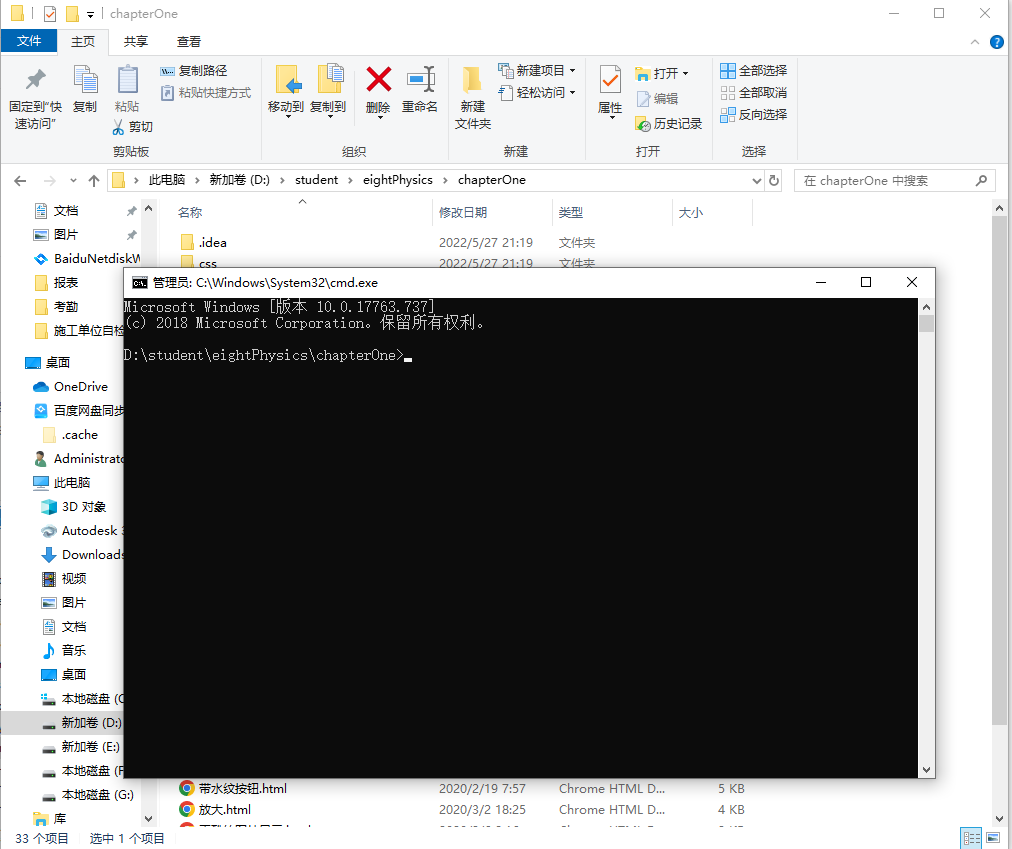 chapterOne
文件 主页 共享 查看
固定到“快速访问”
复制
粘贴
复制路径
粘贴快捷方式
剪切
剪贴板
移动到
复制到
删除
重命名
组织
新建
文件夹
新建项目
轻松访问
新建
属性
打开
编辑
历史记录
打开
全部选择
全部取消
反向选择
选择
此电脑 > 新加卷 (D:) > student > eightPhysics > chapterOne
在 chapterOne 中搜索
名称 修改日期 类型 大小
.idea 2022/5/27 21:19 文件夹
css 2022/5/27 21:19 文件夹
文档
图片
BaiduNetdiskW
报表
考勤
施工单位自检
桌面
OneDrive
百度网盘同步
.cache
Administrato
此电脑
3D 对象
Autodesk
Downloads
视频
图片
文档
音乐
桌面
本地磁盘 (C
新加卷 (D:)
新加卷 (E:)
本地磁盘 (F
本地磁盘 (G:)
库
管理员: C:\Windows\System32\cmd.exe
Microsoft Windows [版本 10.0.17763.737]
(c) 2018 Microsoft Corporation。保留所有权利。
D:\student\eightPhysics\chapterOne>
带水纹按钮.html 2020/2/19 7:57 Chrome HTML D... 5 KB
放大.html 2020/3/2 18:25 Chrome HTML D... 4 KB
33 个项目 选中 1 个项目